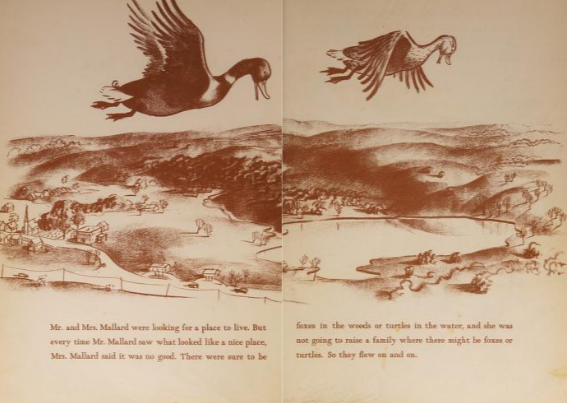 Mr. and Mrs. Mallard were looking for a place to live. But
every time Mr. Mallard saw what looked like a nice place,
Mrs. Mallard said it was no good. There were sure to be
foxes in the woods or turtles in the water, and she was
not going to raise a family where there might be foxes or
turtles. So they flew on and on.